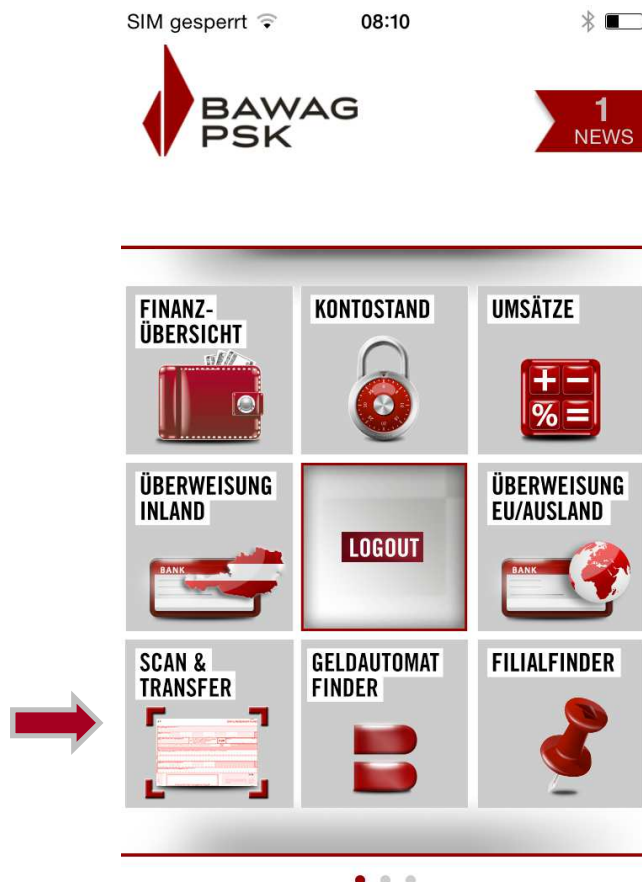 SIM gesperrt
08:10
BAWAG
PSK
1
NEWS
FINANZ-
ÜBERSICHT
KONTOSTAND
UMSÄTZE
+ −
% =
ÜBERWEISUNG
INLAND
BANK
LOGOUT
ÜBERWEISUNG
EU/AUSLAND
BANK
SCAN &
TRANSFER
GELDAUTOMAT
FINDER
FILIALFINDER